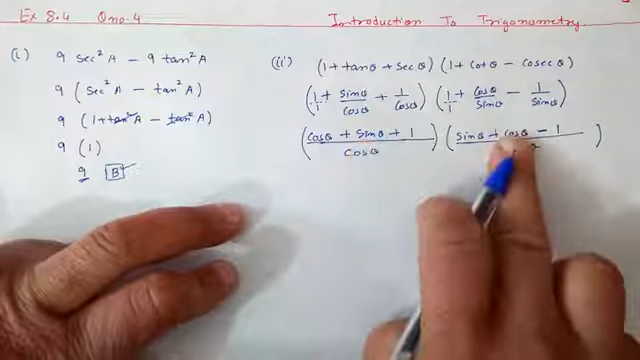 Ex 8.4 Qno-4 Introduction To Trigonometry
(i) 9 sec²A - 9 tan²A
9 (sec²A - tan²A)
9 (1+tan²A - tan²A)
9 (1)
9 B
(ii) (1+tanθ+secθ) (1+cotθ - cosecθ)
(1/1 + sinθ/cosθ + 1/cosθ) (1/1 + cosθ/sinθ - 1/sinθ)
(cosθ + sinθ + 1 / cosθ) (sinθ + cosθ - 1 / )